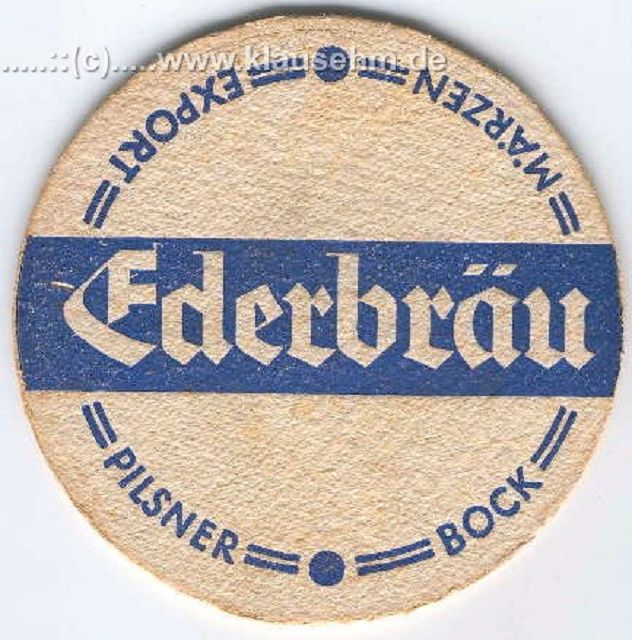 .....::(c).....www.klausehm.de
EXPORT
MÄRZEN
Ederbräu
PILSNER
BOCK